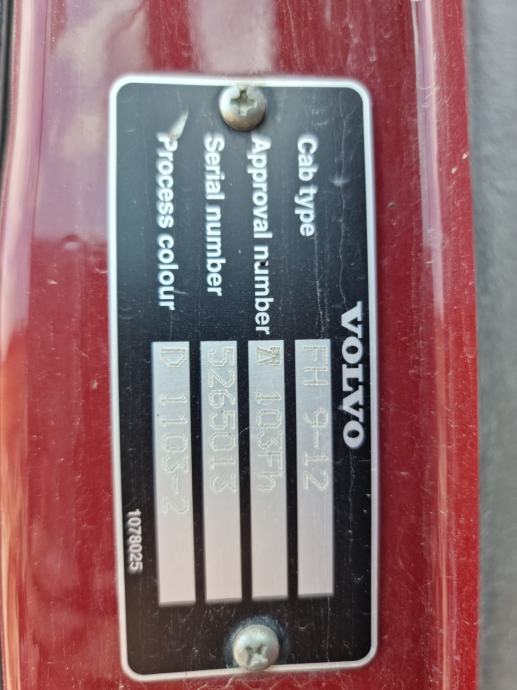 VOLVO
Cab type FH 9-12
Approval number 103Fh
Serial number 5265013
Process colour D 1103-2
1078025